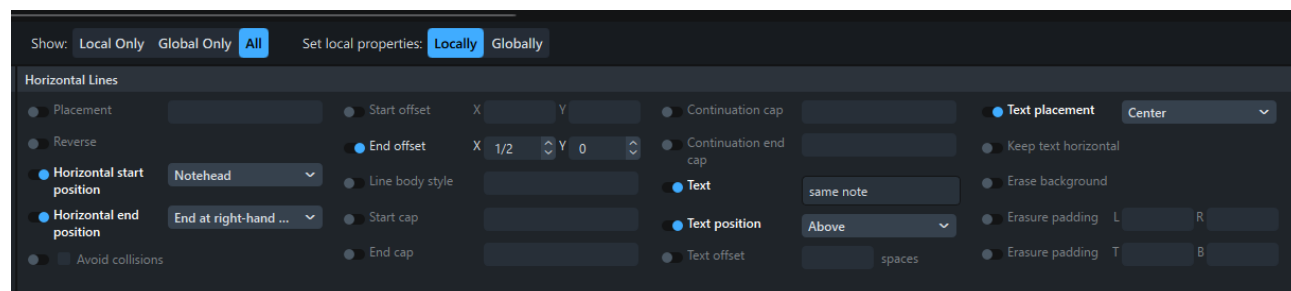 Show: Local Only Global Only All Set local properties: Locally Globally
Horizontal Lines
Placement
Reverse
Horizontal start position Notehead
Horizontal end position End at right-hand ...
Avoid collisions
Start offset X Y
End offset X 1/2 Y 0
Line body style
Start cap
End cap
Continuation cap
Continuation end cap
Text same note
Text position Above
Text offset spaces
Text placement Center
Keep text horizontal
Erase background
Erasure padding L R
Erasure padding T B